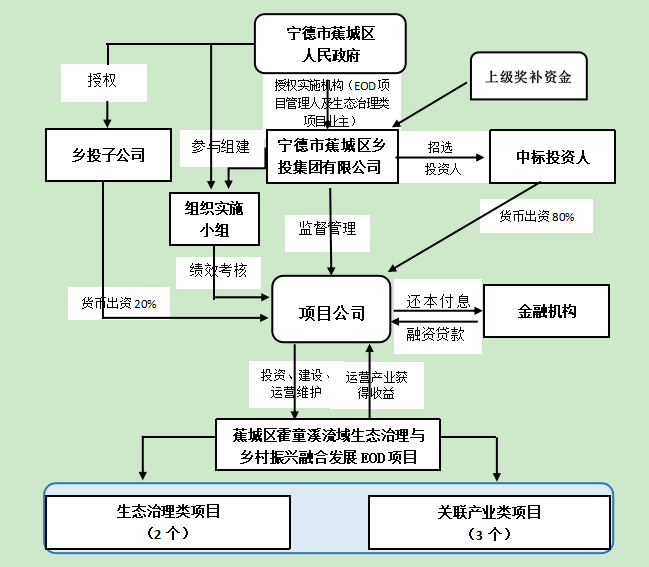 宁德市蕉城区
人民政府
授权
授权实施机构（EOD项
目管理人及生态治理类
项目业主）
上级奖补资金
参与组建
乡投子公司
宁德市蕉城区乡
投集团有限公司
招选
投资人
中标投资人
组织实施
小组
监督管理
货币出资80%
绩效考核
货币出资20%
项目公司
还本付息
融资贷款
金融机构
投资、建设、
运营维护
运营产业获
得收益
蕉城区霍童溪流域生态治理与
乡村振兴融合发展EOD项目
生态治理类项目
（2个）
关联产业类项目
（3个）